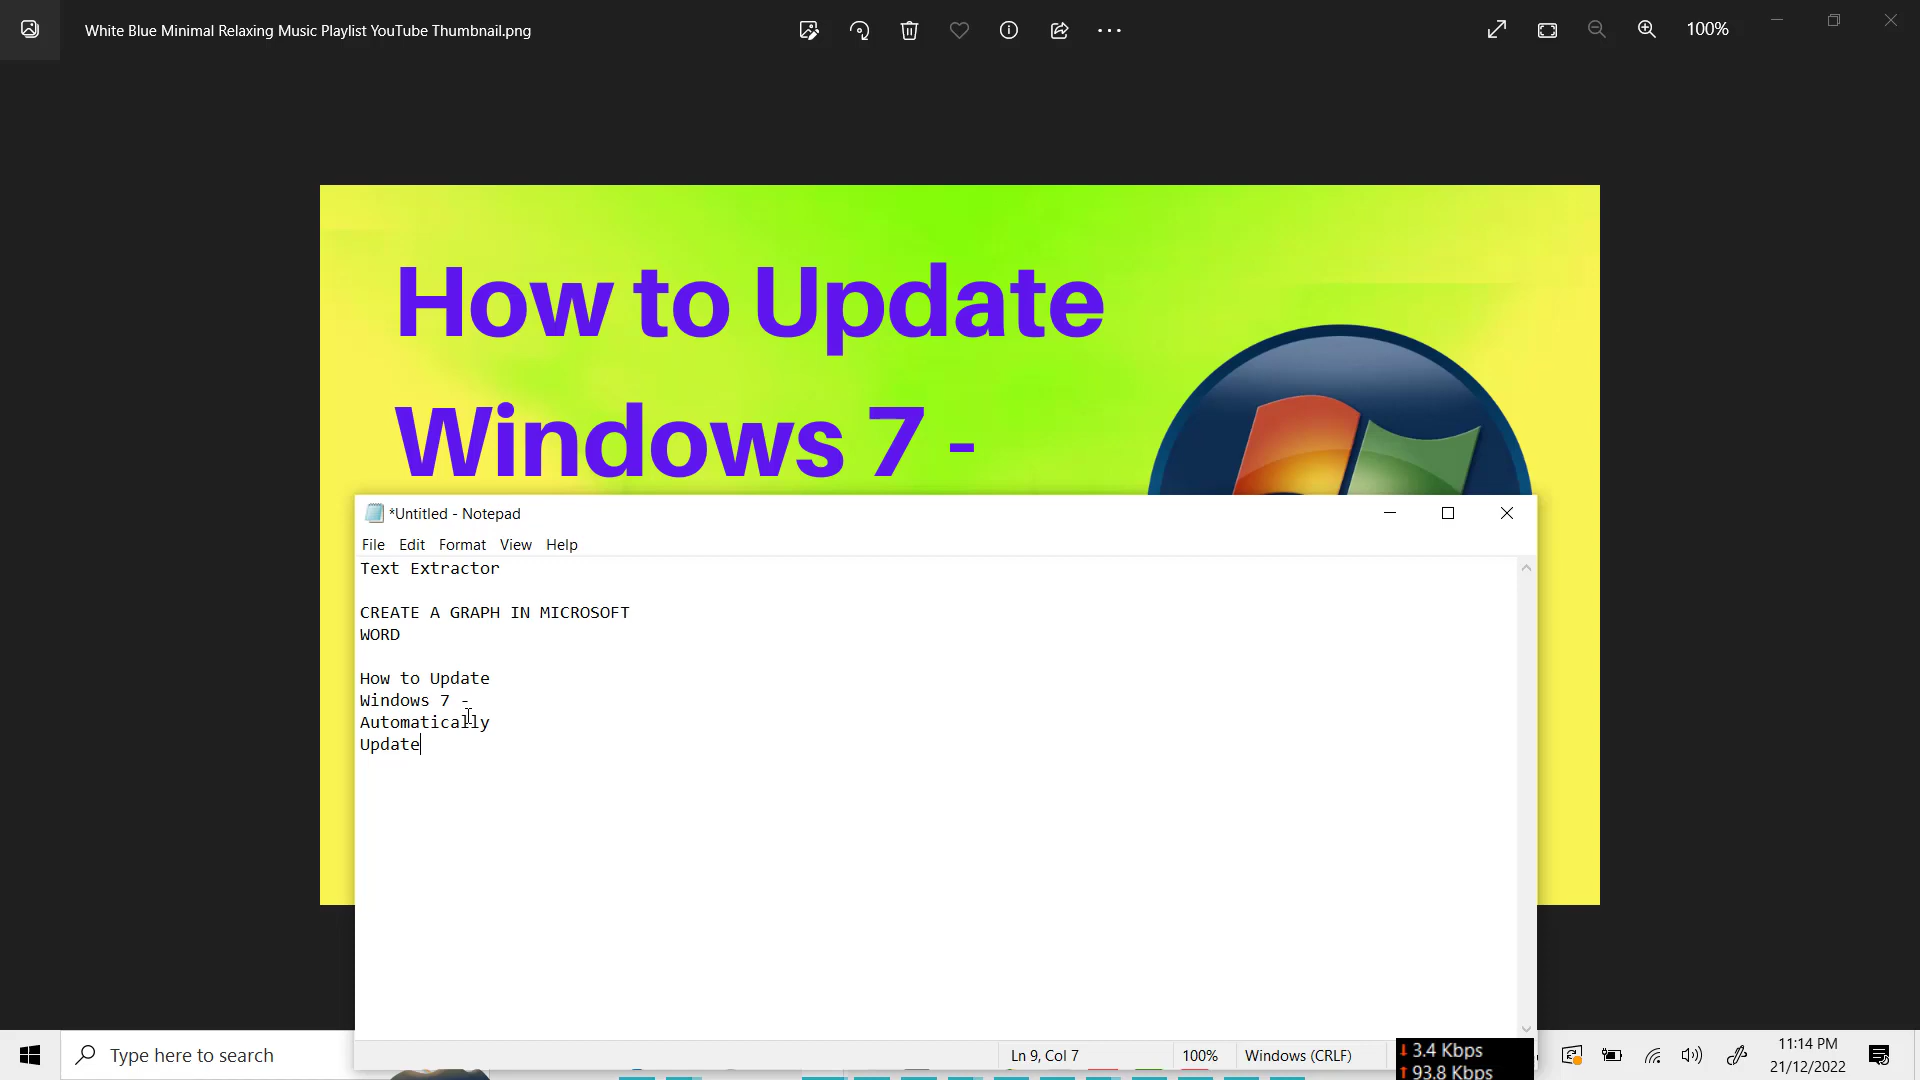 White Blue Minimal Relaxing Music Playlist YouTube Thumbnail.png
100%
How to Update
Windows 7 -
*Untitled - Notepad
File Edit Format View Help
Text Extractor
CREATE A GRAPH IN MICROSOFT
WORD
How to Update
Windows 7 -
Automatically
Update
Ln 9, Col 7
100%
Windows (CRLF)
Type here to search
3.4 Kbps
93.8 Kbps
11:14 PM
21/12/2022